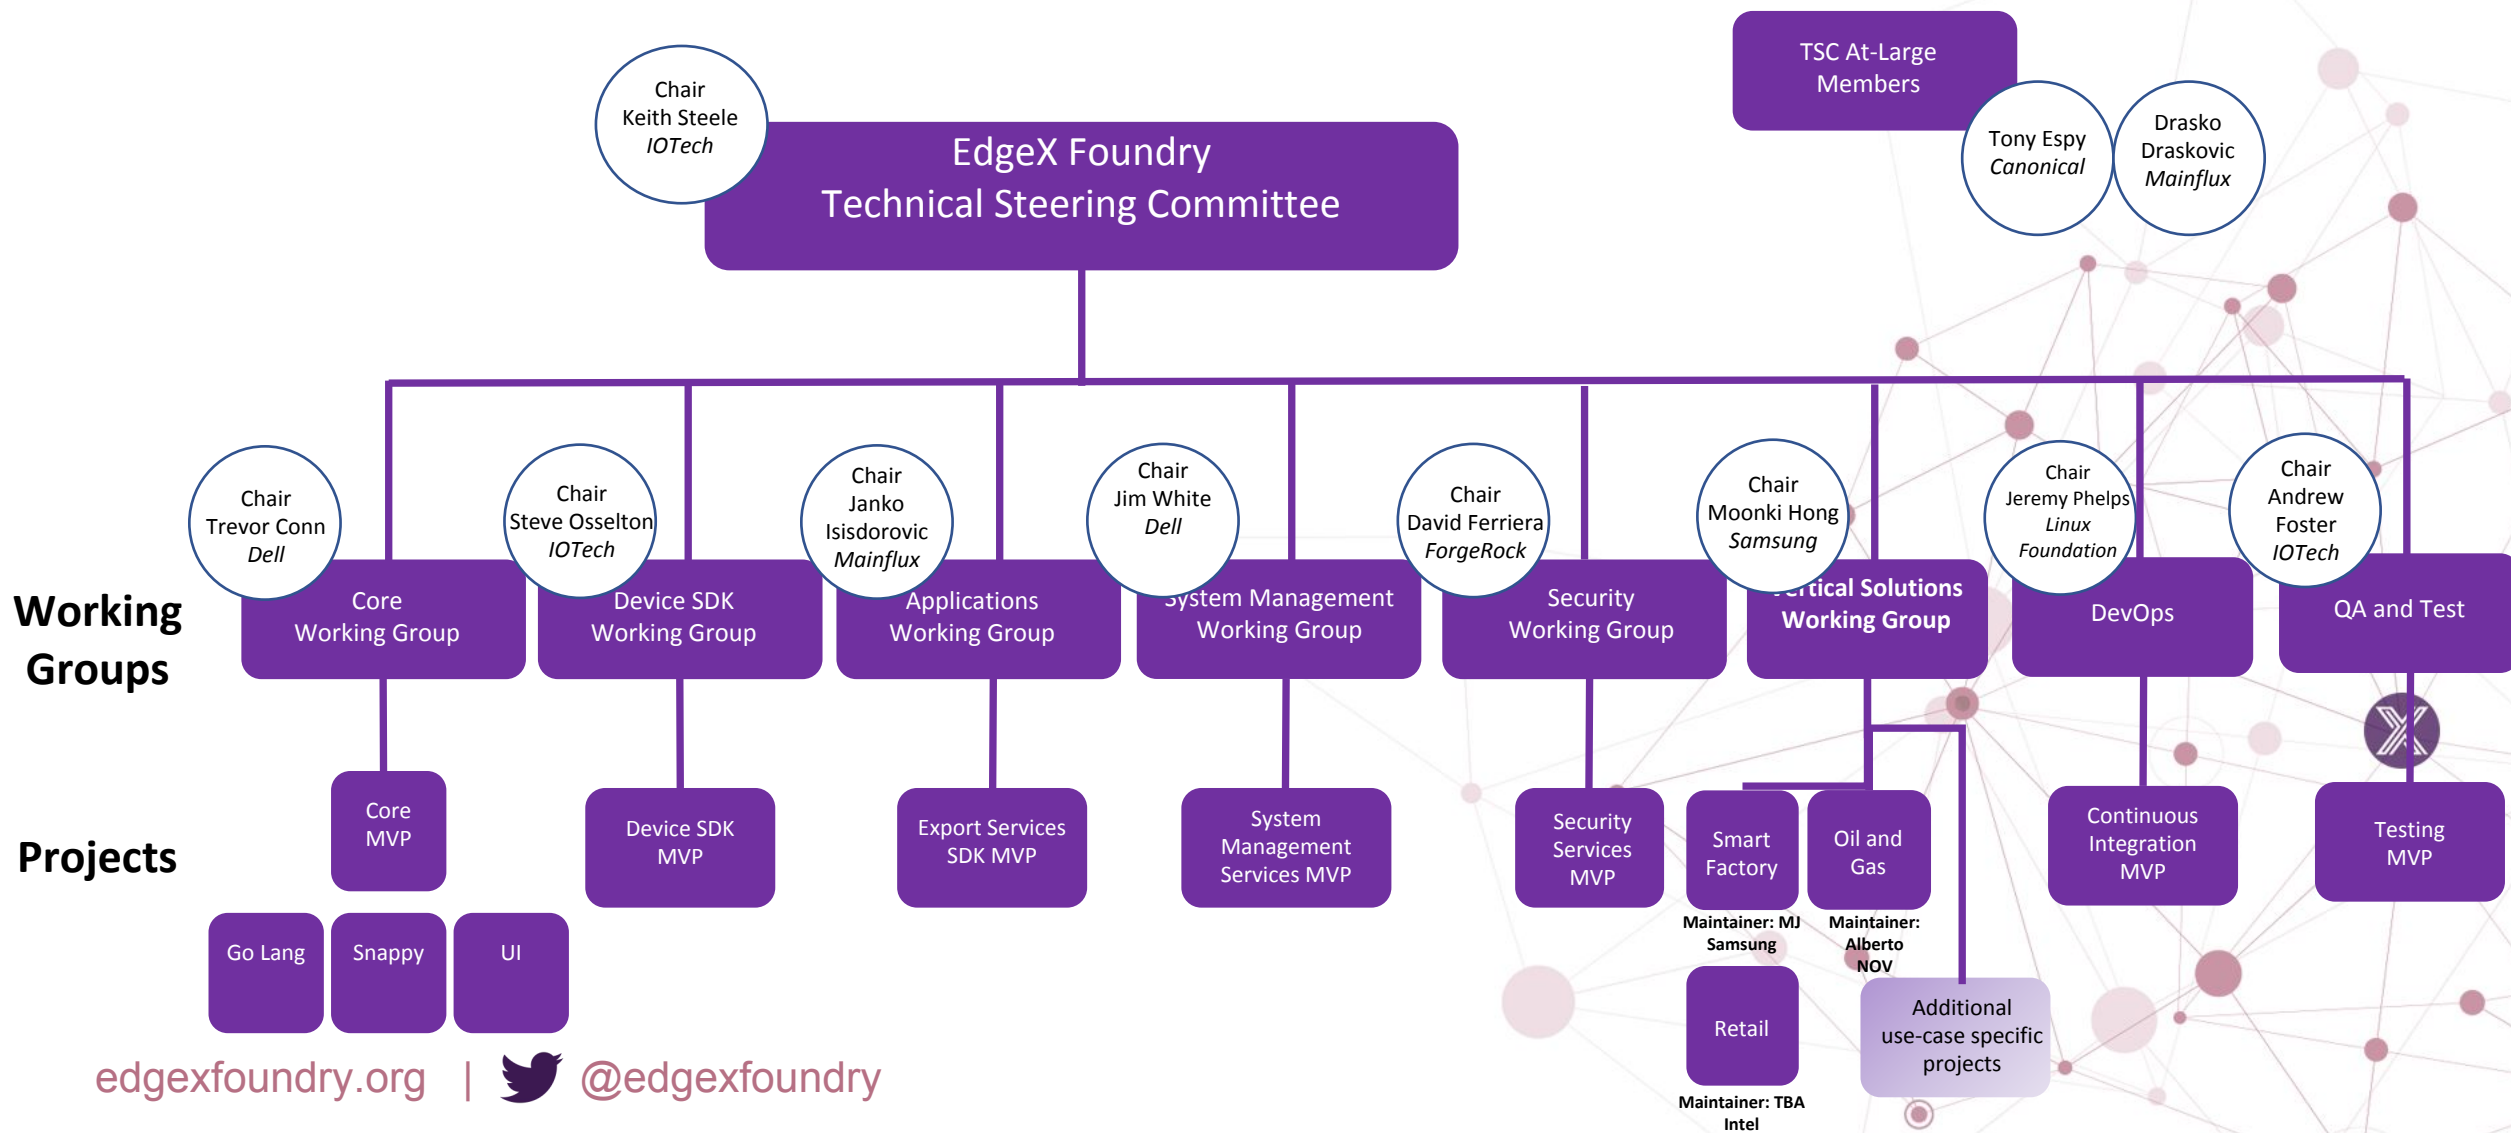 Chair
Keith Steele
IOTech
EdgeX Foundry
Technical Steering Committee
TSC At-Large
Members
Tony Espy
Canonical
Drasko
Draskovic
Mainflux
Chair
Trevor Conn
Dell
Chair
Steve Osselton
IOTech
Chair
Janko
Isisdorovic
Mainflux
Chair
Jim White
Dell
Chair
David Ferriera
ForgeRock
Chair
Moonki Hong
Samsung
Chair
Jeremy Phelps
Linux
Foundation
Chair
Andrew
Foster
IOTech
Working
Groups
Core
Working Group
Device SDK
Working Group
Applications
Working Group
System Management
Working Group
Security
Working Group
Vertical Solutions
Working Group
DevOps
QA and Test
Projects
Core
MVP
Device SDK
MVP
Export Services
SDK MVP
System
Management
Services MVP
Security
Services
MVP
Smart
Factory
Maintainer: MJ
Samsung
Oil and
Gas
Maintainer:
Alberto
NOV
Continuous
Integration
MVP
Testing
MVP
Go Lang
Snappy
UI
Retail
Maintainer: TBA
Intel
Additional
use-case specific
projects
edgexfoundry.org | @edgexfoundry